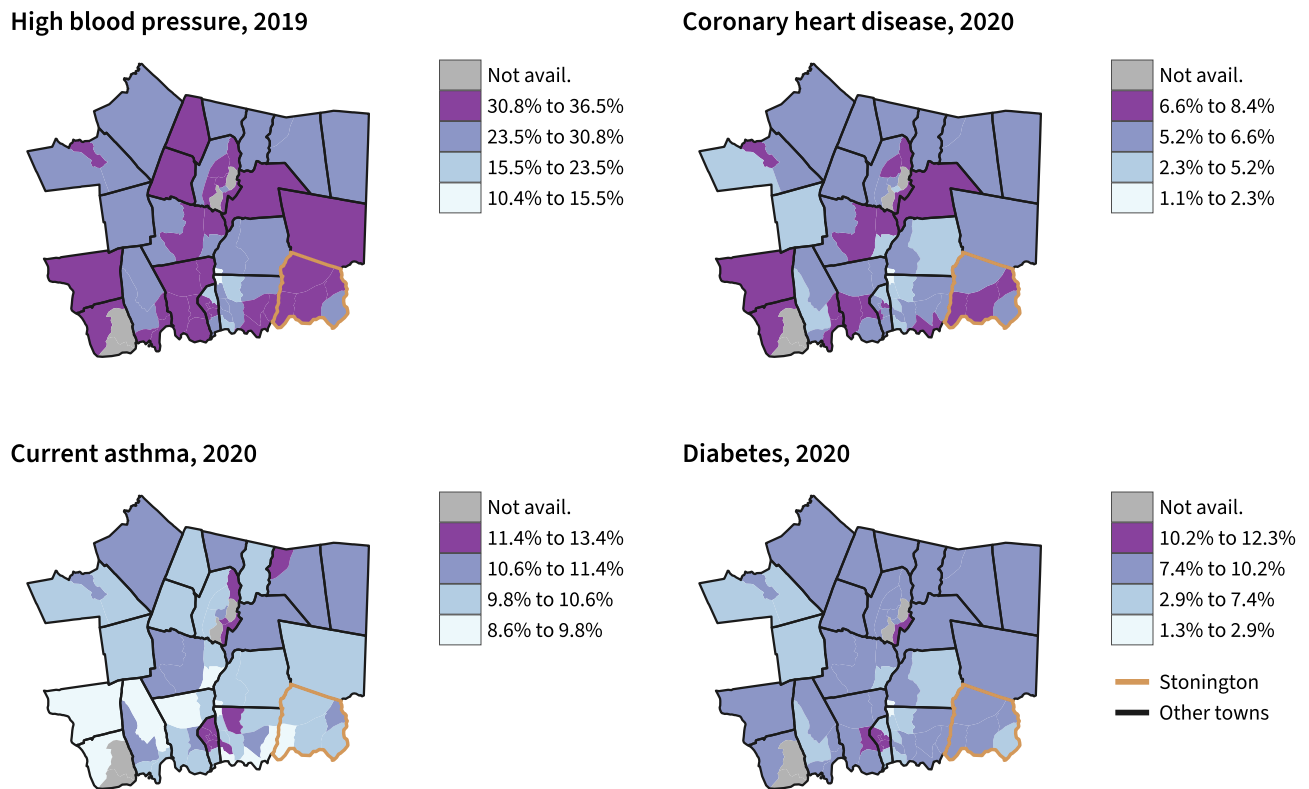 High blood pressure, 2019
Not avail.
30.8% to 36.5%
23.5% to 30.8%
15.5% to 23.5%
10.4% to 15.5%
Coronary heart disease, 2020
Not avail.
6.6% to 8.4%
5.2% to 6.6%
2.3% to 5.2%
1.1% to 2.3%
Current asthma, 2020
Not avail.
11.4% to 13.4%
10.6% to 11.4%
9.8% to 10.6%
8.6% to 9.8%
Diabetes, 2020
Not avail.
10.2% to 12.3%
7.4% to 10.2%
2.9% to 7.4%
1.3% to 2.9%
Stonington
Other towns